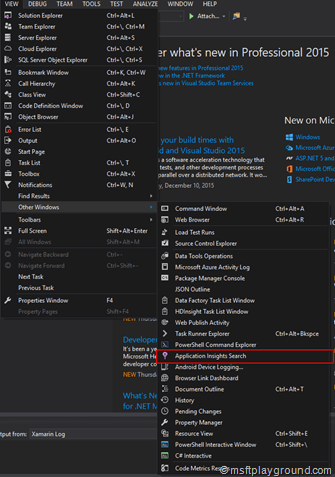 VIEW DEBUG TEAM TOOLS TEST ANALYZE WINDOW HELP
Solution Explorer Ctrl+Alt+L
Attach...
Team Explorer Ctrl+\, Ctrl+M
Server Explorer Ctrl+Alt+S
Cloud Explorer Ctrl+\, Ctrl+X
SQL Server Object Explorer Ctrl+\, Ctrl+S
er what's new in Professional 2015
Bookmark Window Ctrl+K, Ctrl+W
new features in Professional 2015
Call Hierarchy Ctrl+Alt+K
new in the .NET Framework
Class View Ctrl+Shift+C
new in Visual Studio Team Services
Code Definition Window Ctrl+\, D
Object Browser Ctrl+Alt+J
New on Mi
Error List Ctrl+\, E
Windows
Output Ctrl+Alt+O
your build times with
Microsoft Azure
Start Page
d and Visual Studio 2015
ASP.NET 5 and
Task List Ctrl+\, T
s a software acceleration technology that
Microsoft Office
Toolbox Ctrl+Alt+X
tests, and other development processes
SharePoint Dev
Notifications Ctrl+W, N
parallel over a distributed network. It wo...
Find Results
ay, December 10, 2015
Other Windows
Command Window Ctrl+Alt+A
Toolbars
Web Browser Ctrl+Alt+R
Full Screen Shift+Alt+Enter
Load Test Runs
All Windows Shift+Alt+M
Source Control Explorer
Navigate Backward Ctrl+-
Data Tools Operations
Navigate Forward Ctrl+Shift+-
Microsoft Azure Activity Log
Next Task
Package Manager Console
Previous Task
JSON Outline
Properties Window F4
Data Factory Task List Window
Property Pages Shift+F4
HDInsight Task List Window
NEW Thursda
Web Publish Activity
Task Runner Explorer Ctrl+Alt+Bkspce
Develope
PowerShell Command Explorer
It's been a ye
Application Insights Search
Microsoft He
Android Device Logging...
developer co
Browser Link Dashboard
NEW Thursda
Document Outline Ctrl+Alt+T
What's Ne
History
for .NET F
Pending Changes
Property Manager
Resource View Ctrl+Shift+E
utput from: Xamarin Log
PowerShell Interactive Window Ctrl+\
C# Interactive
Code Metrics Res
©msftplayground.com